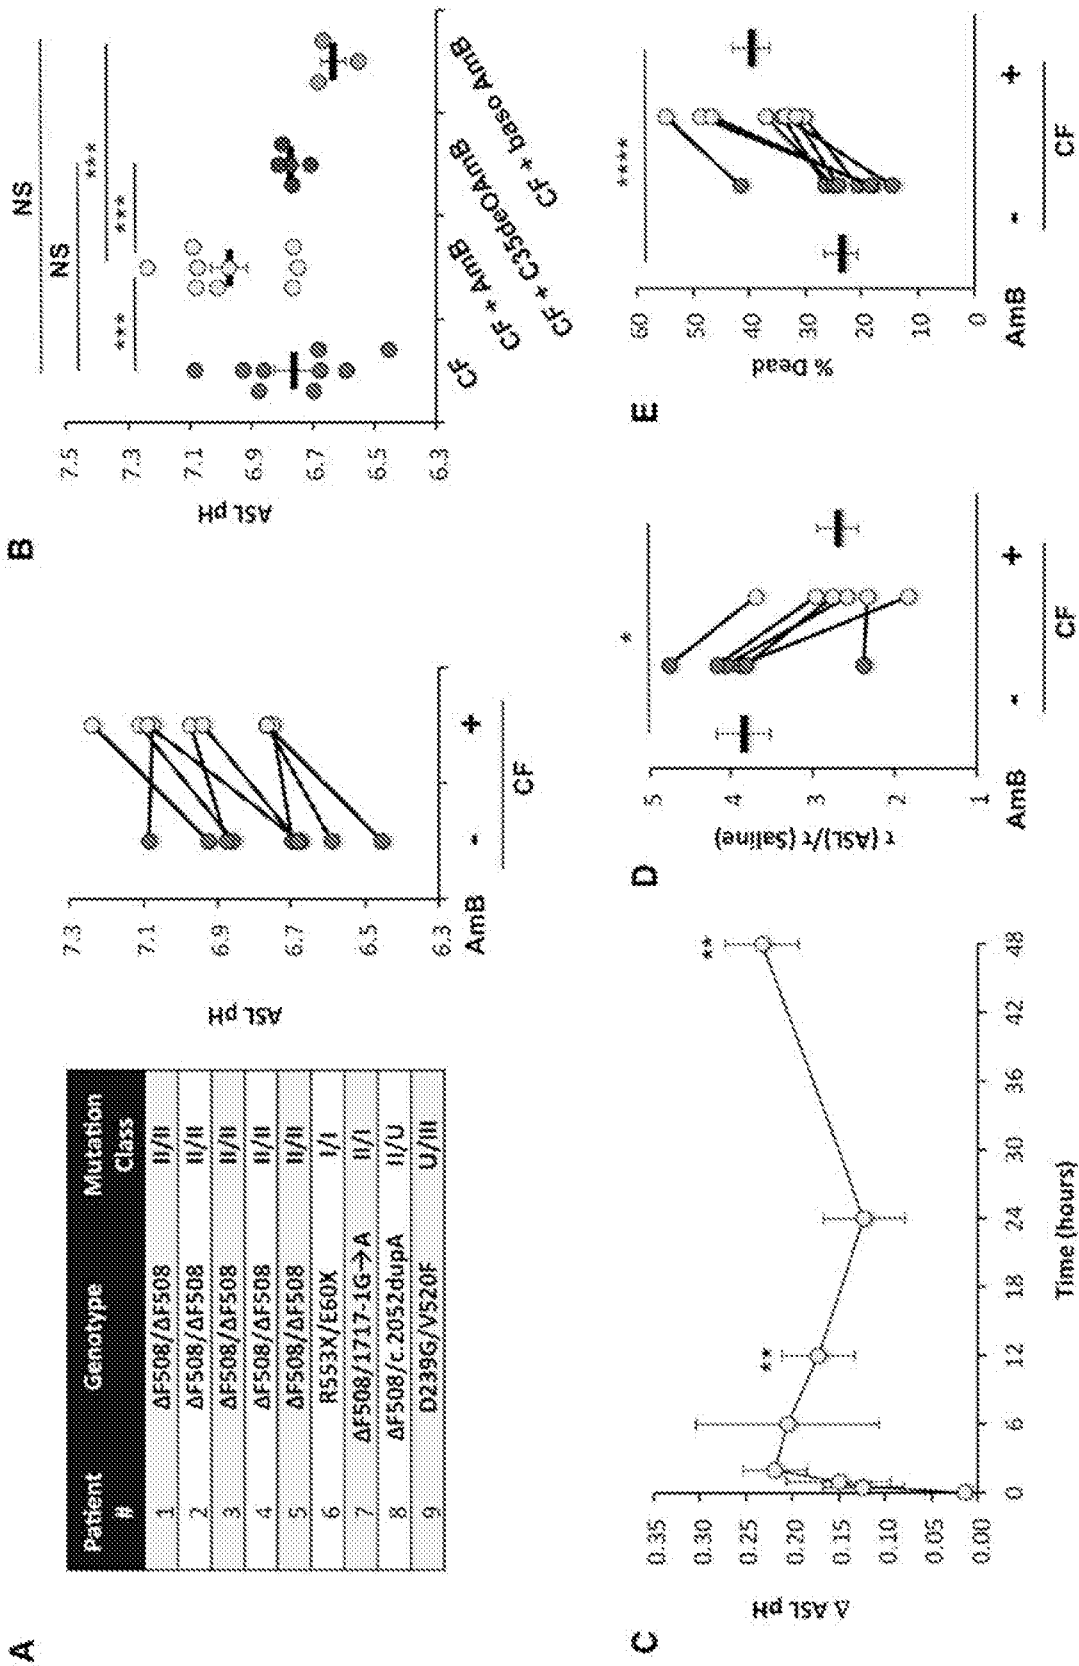 A
Patient # Genotype Mutation Class
1 ΔF508/ΔF508 II/II
2 ΔF508/ΔF508 II/II
3 ΔF508/ΔF508 II/II
4 ΔF508/ΔF508 II/II
5 ΔF508/ΔF508 II/II
6 R553X/E60X I/I
7 ΔF508/1717-1G→A II/I
8 ΔF508/c.2052dupA II/U
9 D239G/V520F U/III
ASL pH
7.3
7.1
6.9
6.7
6.5
6.3
AmB - +
CF
B
NS
NS
***
*** ***
ASL pH
7.5
7.3
7.1
6.9
6.7
6.5
6.3
CF
CF + AmB
CF + C35deOAmB
CF + baso AmB
C
Δ ASL pH
0.35
0.30
0.25
0.20
0.15
0.10
0.05
0.00
**
**
0 6 12 18 24 30 36 42 48
Time (hours)
D
*
τ (ASL)/τ (Saline)
5
4
3
2
1
AmB - +
CF
E
****
% Dead
60
50
40
30
20
10
0
AmB - +
CF